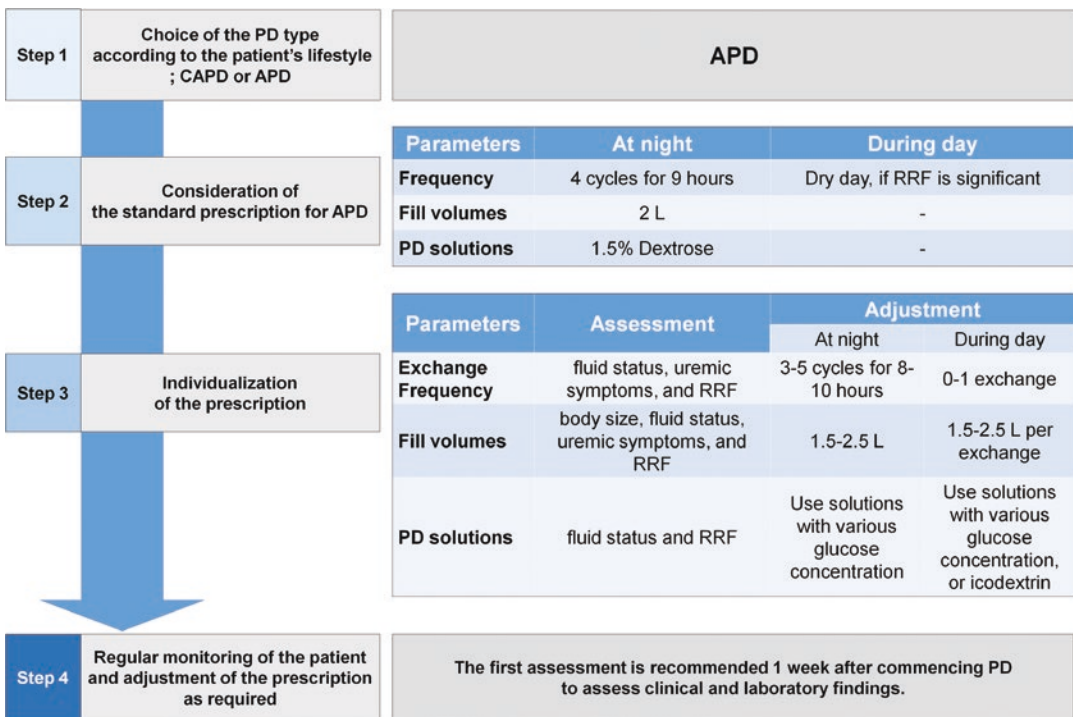 Step 1
Choice of the PD type
according to the patient's lifestyle
; CAPD or APD
APD
Step 2
Consideration of
the standard prescription for APD
Parameters At night During day
Frequency 4 cycles for 9 hours Dry day, if RRF is significant
Fill volumes 2 L -
PD solutions 1.5% Dextrose -
Step 3
Individualization
of the prescription
Parameters Assessment Adjustment
At night During day
Exchange
Frequency
fluid status, uremic
symptoms, and RRF
3-5 cycles for 8-
10 hours
0-1 exchange
Fill volumes
body size, fluid status,
uremic symptoms, and
RRF
1.5-2.5 L
1.5-2.5 L per
exchange
PD solutions
fluid status and RRF
Use solutions
with various
glucose
concentration
Use solutions
with various
glucose
concentration,
or icodextrin
Step 4
Regular monitoring of the patient
and adjustment of the prescription
as required
The first assessment is recommended 1 week after commencing PD
to assess clinical and laboratory findings.